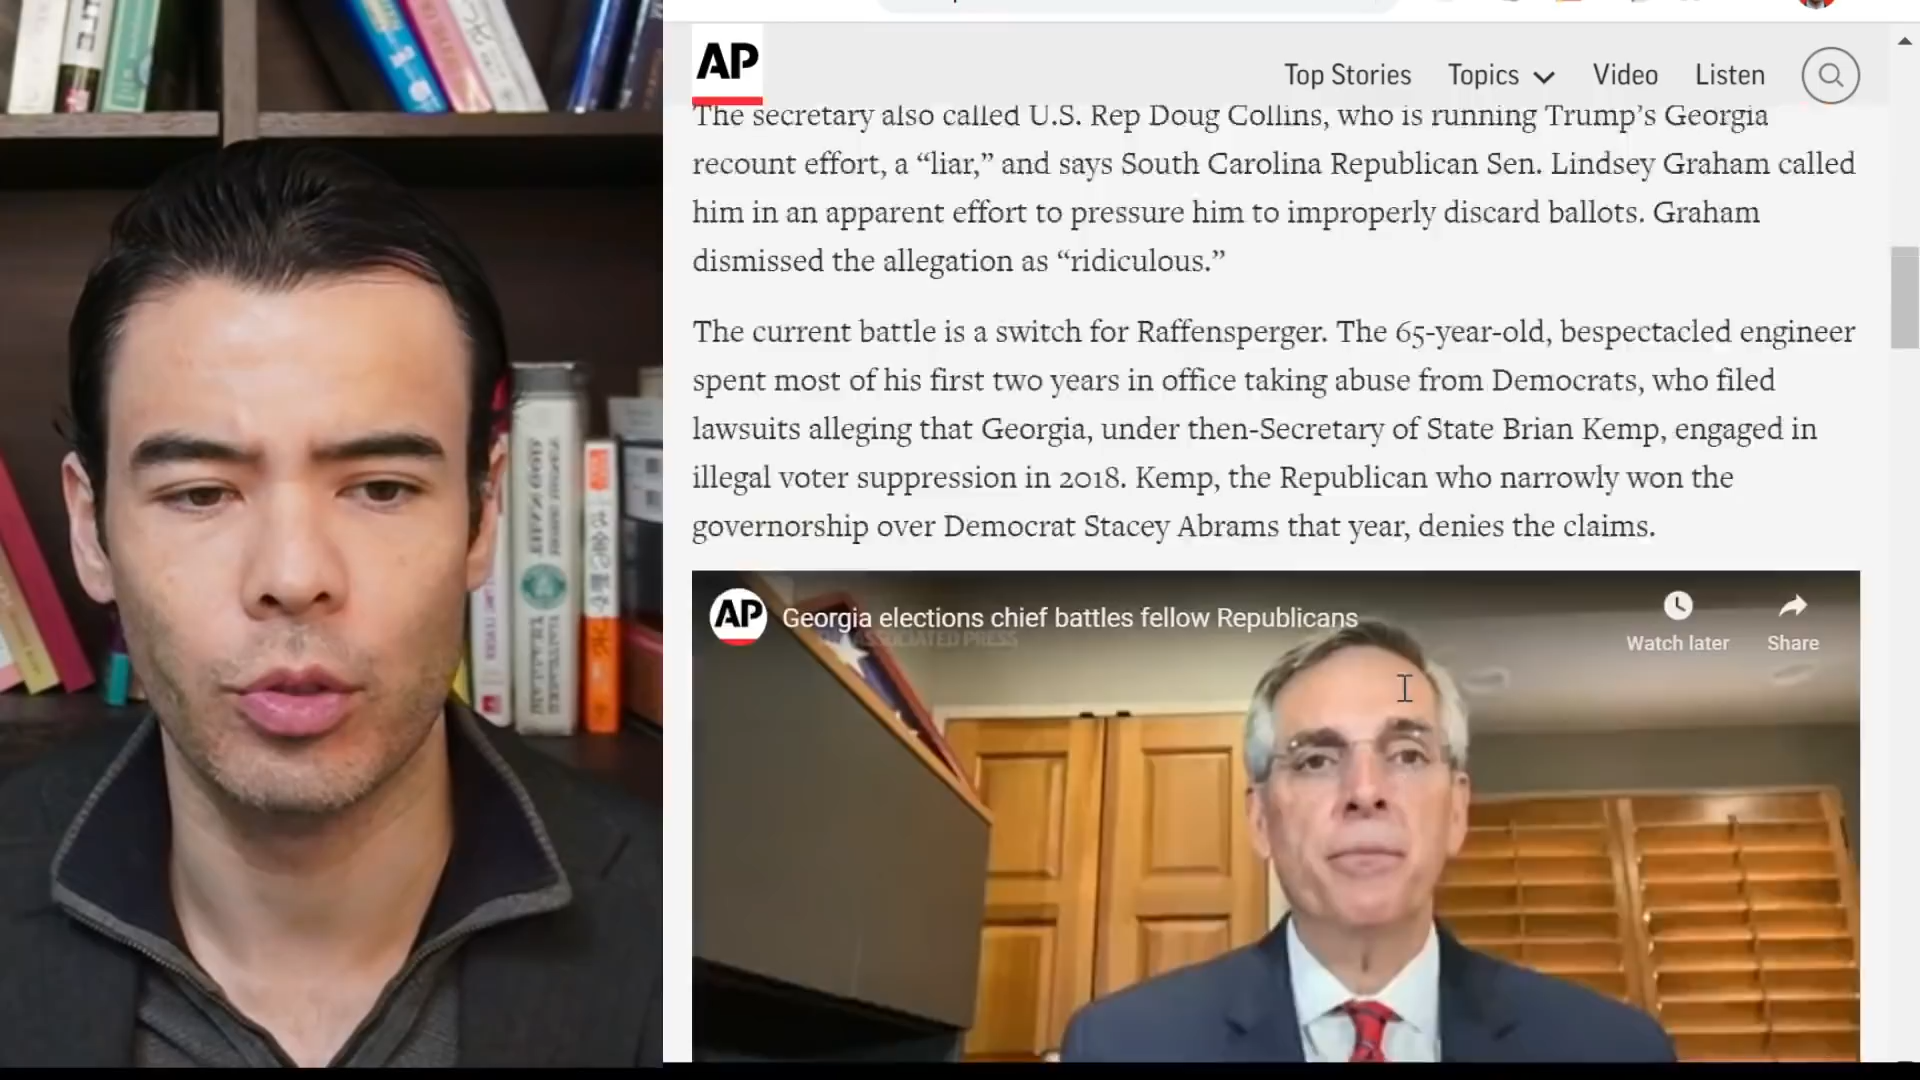 AP
Top Stories
Topics
Video
Listen
The secretary also called U.S. Rep Doug Collins, who is running Trump’s Georgia
recount effort, a “liar,” and says South Carolina Republican Sen. Lindsey Graham called
him in an apparent effort to pressure him to improperly discard ballots. Graham
dismissed the allegation as “ridiculous.”
The current battle is a switch for Raffensperger. The 65-year-old, bespectacled engineer
spent most of his first two years in office taking abuse from Democrats, who filed
lawsuits alleging that Georgia, under then-Secretary of State Brian Kemp, engaged in
illegal voter suppression in 2018. Kemp, the Republican who narrowly won the
governorship over Democrat Stacey Abrams that year, denies the claims.
AP
Georgia elections chief battles fellow Republicans
ASSOCIATED PRESS
Watch later
Share